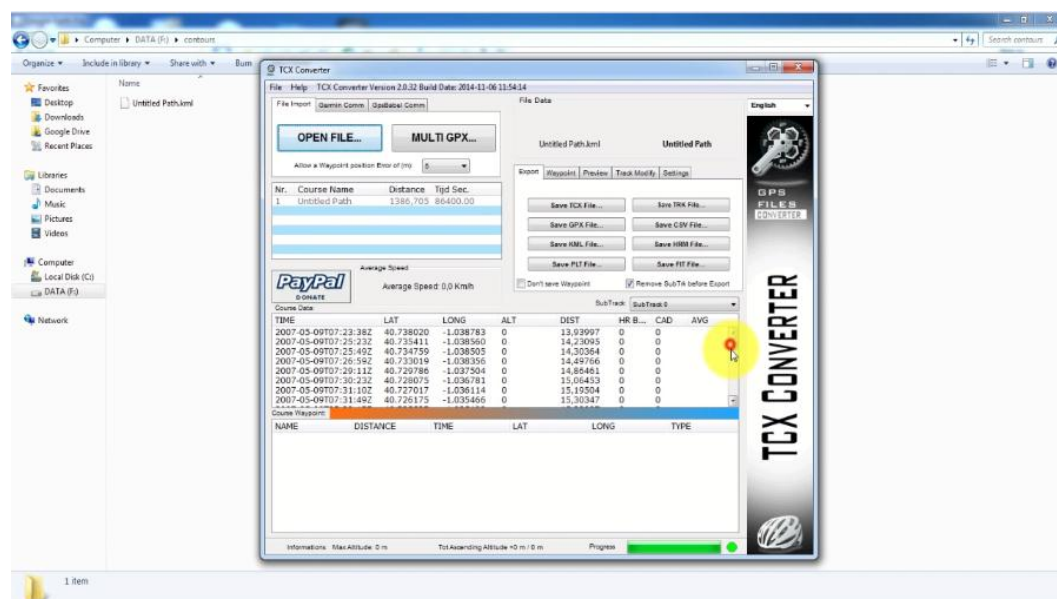 Computer ▸ DATA (F:) ▸ contours
Search contours
Organize
Include in library
Share with
Burn
Favorites
Desktop
Downloads
Google Drive
Recent Places
Libraries
Documents
Music
Pictures
Videos
Computer
Local Disk (C:)
DATA (F:)
Network
Name
Untitled Path.kml
1 item
TCX Converter
File Help TCX Converter Version 2.0.32 Build Date: 2014-11-06 11:54:14
File Import Garmin Comm GpsBabel Comm
OPEN FILE... MULTI GPX...
Allow a Waypoint position Error of (m) 5
Nr. Course Name Distance Tijd Sec.
1 Untitled Path 1386,705 86400.00
PayPal
DONATE
Average Speed
Average Speed: 0,0 Km/h
File Data
Untitled Path.kml Untitled Path
Export Waypoint Preview Track Modify Settings
Save TCX File... Save TRK File...
Save GPX File... Save CSV File...
Save KML File... Save HRM File...
Save PLT File... Save FIT File...
Don't save Waypoint Remove SubTrk before Export
SubTrack SubTrack 0
Course Data
TIME LAT LONG ALT DIST HR B... CAD AVG
2007-05-09T07:23:38Z 40.738020 -1.038783 0 13,93997 0 0
2007-05-09T07:25:23Z 40.735411 -1.038560 0 14,23095 0 0
2007-05-09T07:25:49Z 40.734759 -1.038505 0 14,30364 0 0
2007-05-09T07:26:59Z 40.733019 -1.038356 0 14,49766 0 0
2007-05-09T07:29:11Z 40.729786 -1.037504 0 14,86461 0 0
2007-05-09T07:30:23Z 40.728075 -1.036781 0 15,06453 0 0
2007-05-09T07:31:10Z 40.727017 -1.036114 0 15,19504 0 0
2007-05-09T07:31:49Z 40.726175 -1.035466 0 15,30347 0 0
Course Waypoint
NAME DISTANCE TIME LAT LONG TYPE
Informations Max Altitude: 0 m Tot Ascending Altitude +0 m / 0 m Progress
English
GPS
FILES
CONVERTER
TCX CONVERTER